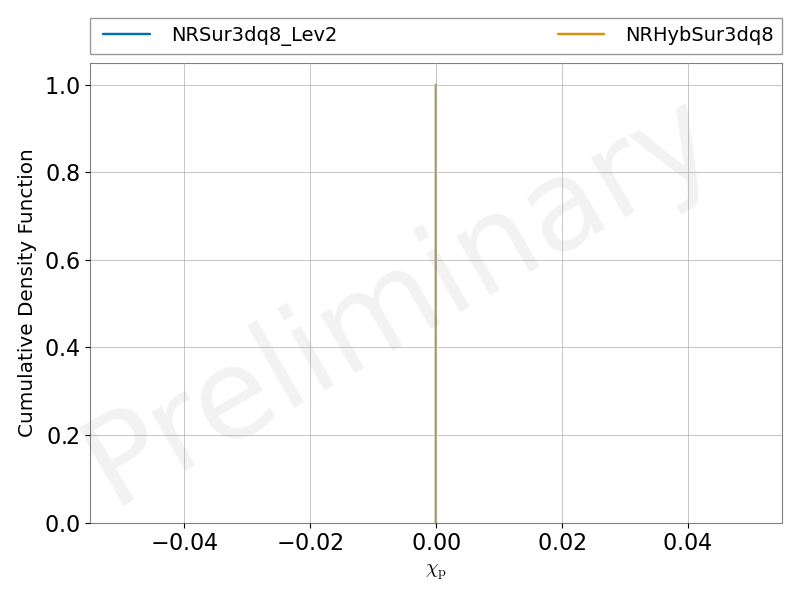 NRSur3dq8_Lev2 NRHybSur3dq8
1.0
0.8
0.6
0.4
0.2
0.0
Cumulative Density Function
Preliminary
−0.04 −0.02 0.00 0.02 0.04
χp